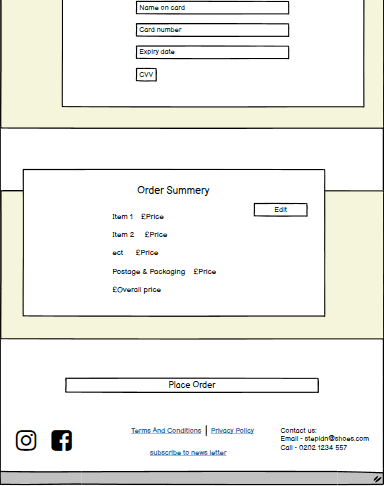 Name on card
Card number
Expiry date
CVV
Order Summery
Edit
Item 1 £Price
Item 2 £Price
ect £Price
Postage & Packaging £Price
£Overall price
Place Order
Terms And Conditions | Privacy Policy
subscribe to news letter
Contact us:
Email - stepldn@shoes.com
Call - 0202 1234 557